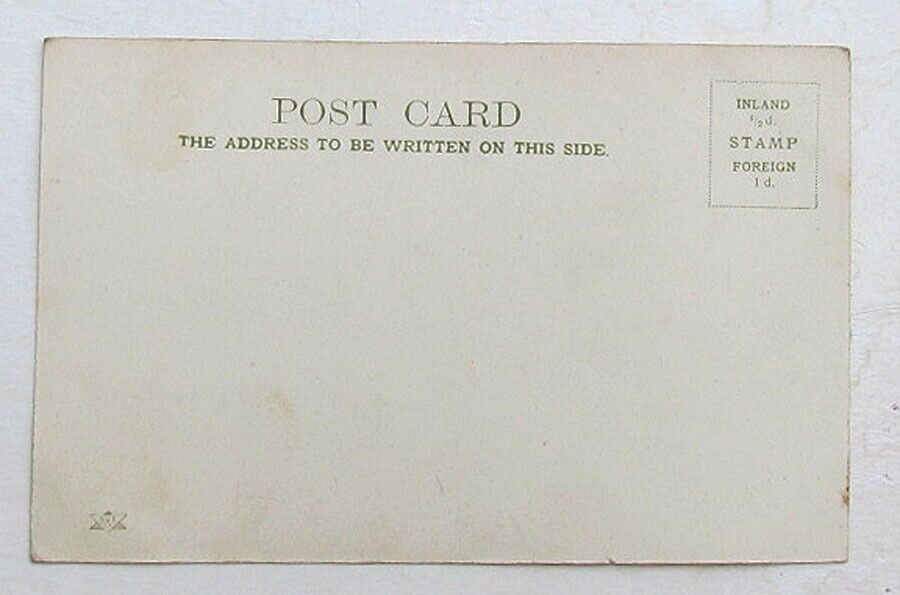 POST CARD
THE ADDRESS TO BE WRITTEN ON THIS SIDE.
INLAND
½d.
STAMP
FOREIGN
1d.